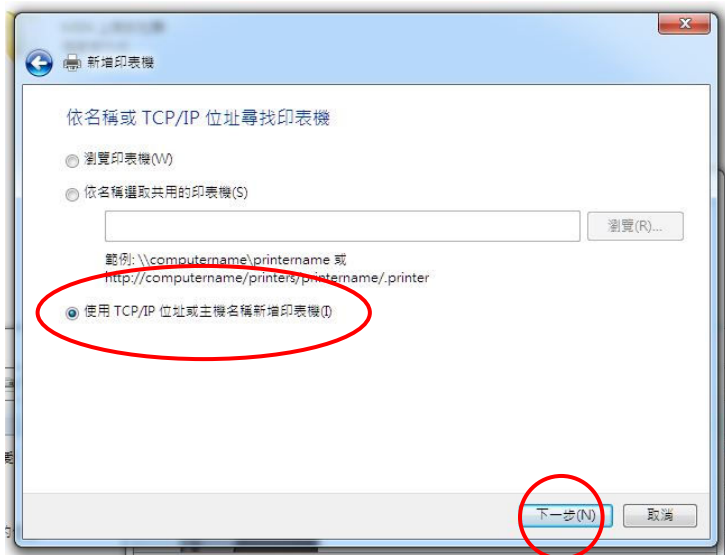 新增印表機
依名稱或 TCP/IP 位址尋找印表機
瀏覽印表機(W)
依名稱選取共用的印表機(S)
瀏覽(R)...
範例: \\computername\printername 或
http://computername/printers/printername/.printer
使用 TCP/IP 位址或主機名稱新增印表機(I)
下一步(N)
取消